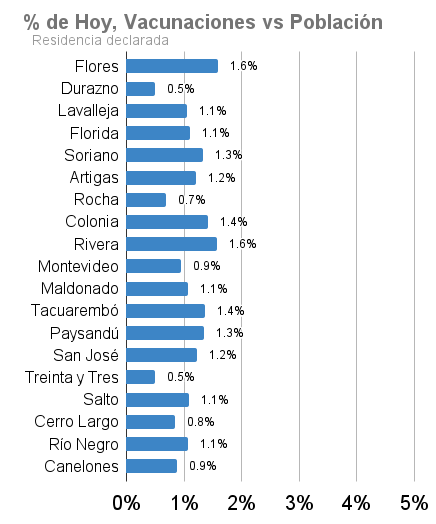 % de Hoy, Vacunaciones vs Población
Residencia declarada
Flores 1.6%
Durazno 0.5%
Lavalleja 1.1%
Florida 1.1%
Soriano 1.3%
Artigas 1.2%
Rocha 0.7%
Colonia 1.4%
Rivera 1.6%
Montevideo 0.9%
Maldonado 1.1%
Tacuarembó 1.4%
Paysandú 1.3%
San José 1.2%
Treinta y Tres 0.5%
Salto 1.1%
Cerro Largo 0.8%
Río Negro 1.1%
Canelones 0.9%
0% 1% 2% 3% 4% 5%